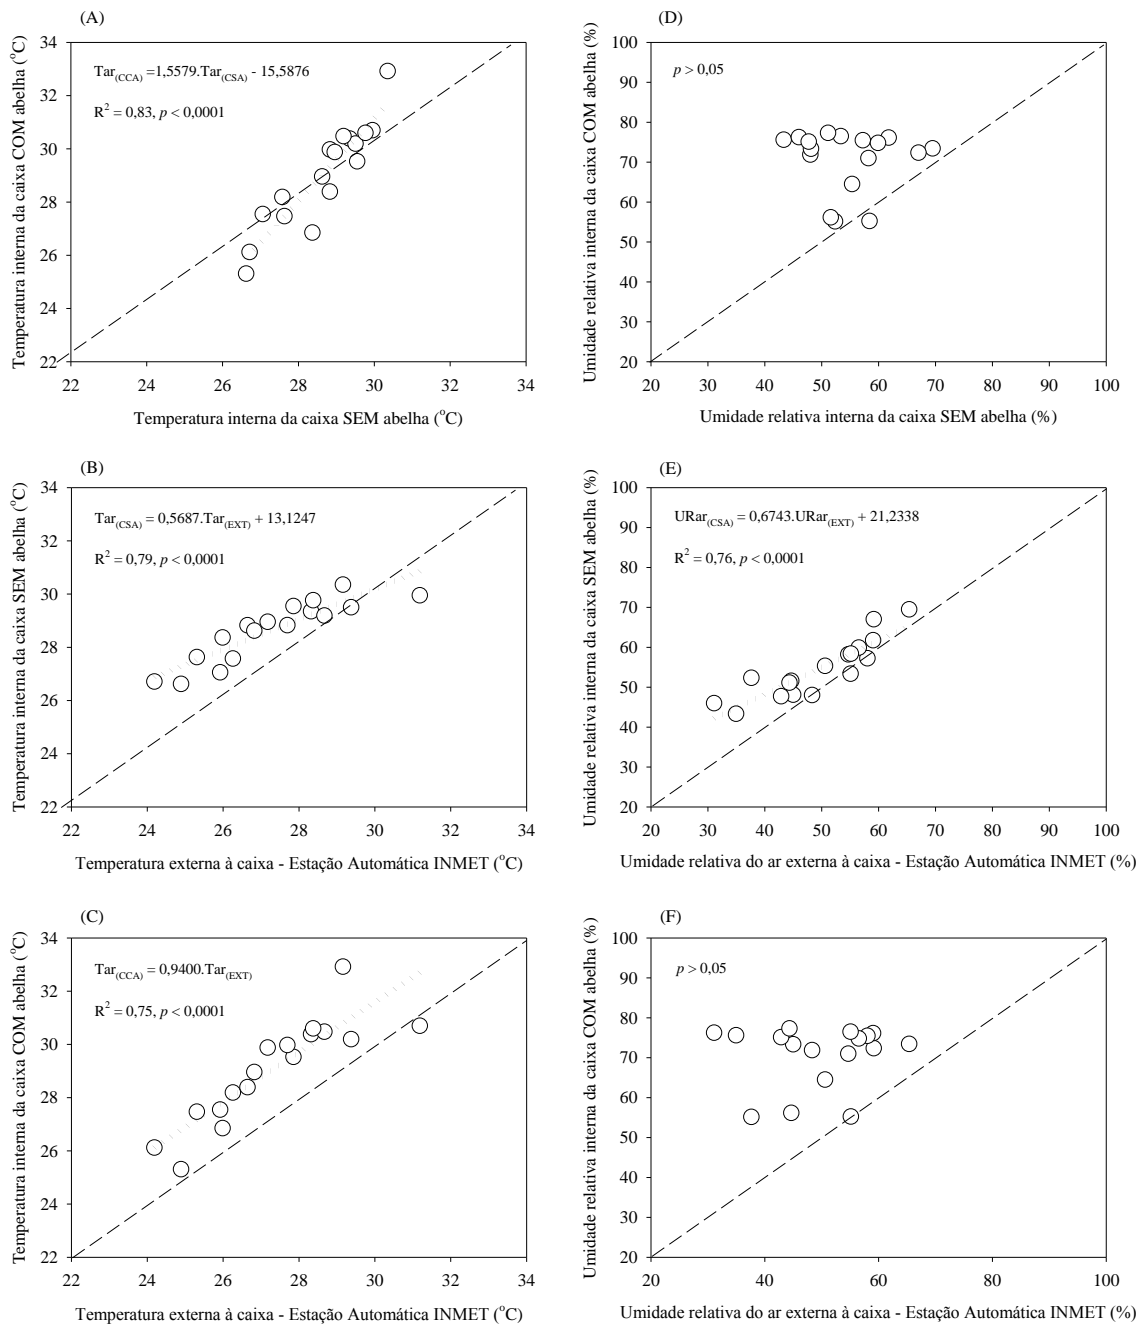 (A)
Temperatura interna da caixa COM abelha (°C)
34
32
30
28
26
24
22
Tar(CCA) =1,5579.Tar(CSA) - 15,5876
R² = 0,83, p < 0,0001
22 24 26 28 30 32 34
Temperatura interna da caixa SEM abelha (°C)
(D)
Umidade relativa interna da caixa COM abelha (%)
100
90
80
70
60
50
40
30
20
p > 0,05
20 30 40 50 60 70 80 90 100
Umidade relativa interna da caixa SEM abelha (%)
(B)
Temperatura interna da caixa SEM abelha (°C)
34
32
30
28
26
24
22
Tar(CSA) = 0,5687.Tar(EXT) + 13,1247
R² = 0,79, p < 0,0001
22 24 26 28 30 32 34
Temperatura externa à caixa - Estação Automática INMET (°C)
(E)
Umidade relativa interna da caixa SEM abelha (%)
100
90
80
70
60
50
40
30
20
URar(CSA) = 0,6743.URar(EXT) + 21,2338
R² = 0,76, p < 0,0001
20 30 40 50 60 70 80 90 100
Umidade relativa do ar externa à caixa - Estação Automática INMET (%)
(C)
Temperatura interna da caixa COM abelha (°C)
34
32
30
28
26
24
22
Tar(CCA) = 0,9400.Tar(EXT)
R² = 0,75, p < 0,0001
22 24 26 28 30 32 34
Temperatura externa à caixa - Estação Automática INMET (°C)
(F)
Umidade relativa interna da caixa COM abelha (%)
100
90
80
70
60
50
40
30
20
p > 0,05
20 40 60 80 100
Umidade relativa do ar externa à caixa - Estação Automática INMET (%)